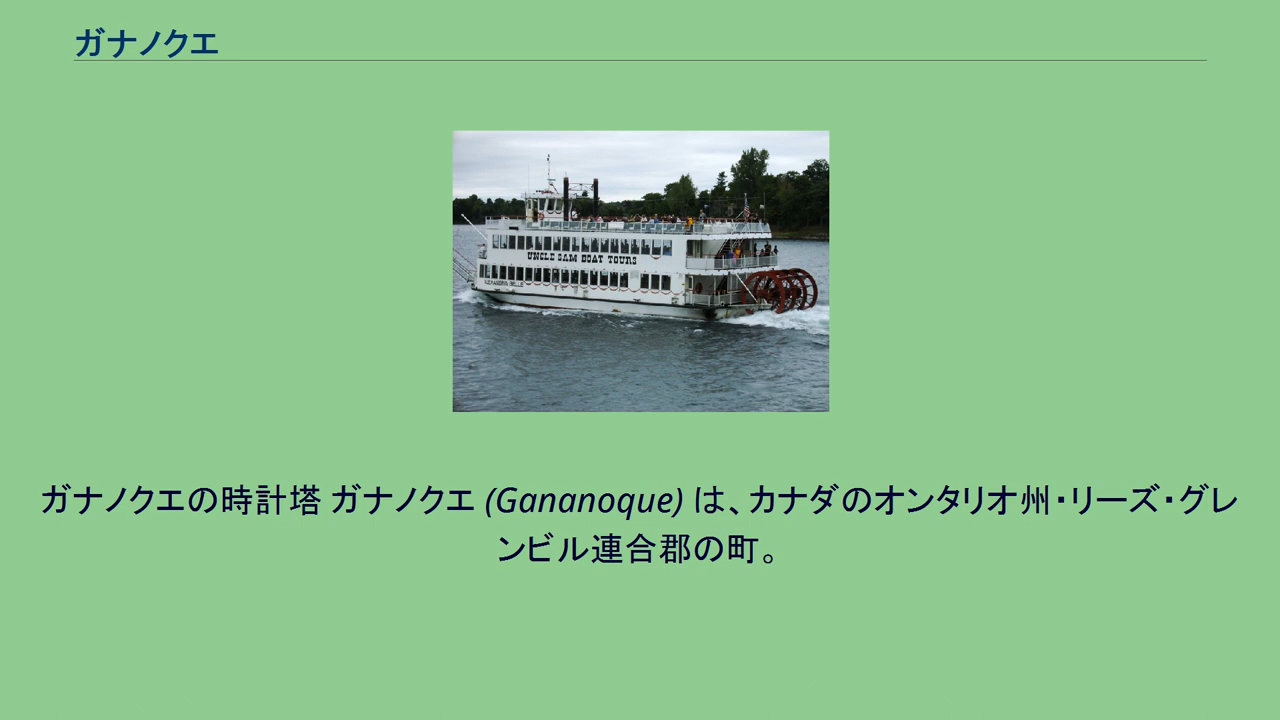 ガナノクエ
UNCLE SAM BOAT TOURS
ALEXANDRIA BELLE
ガナノクエの時計塔 ガナノクエ (Gananoque) は、カナダのオンタリオ州・リーズ・グレ
ンビル連合郡の町。